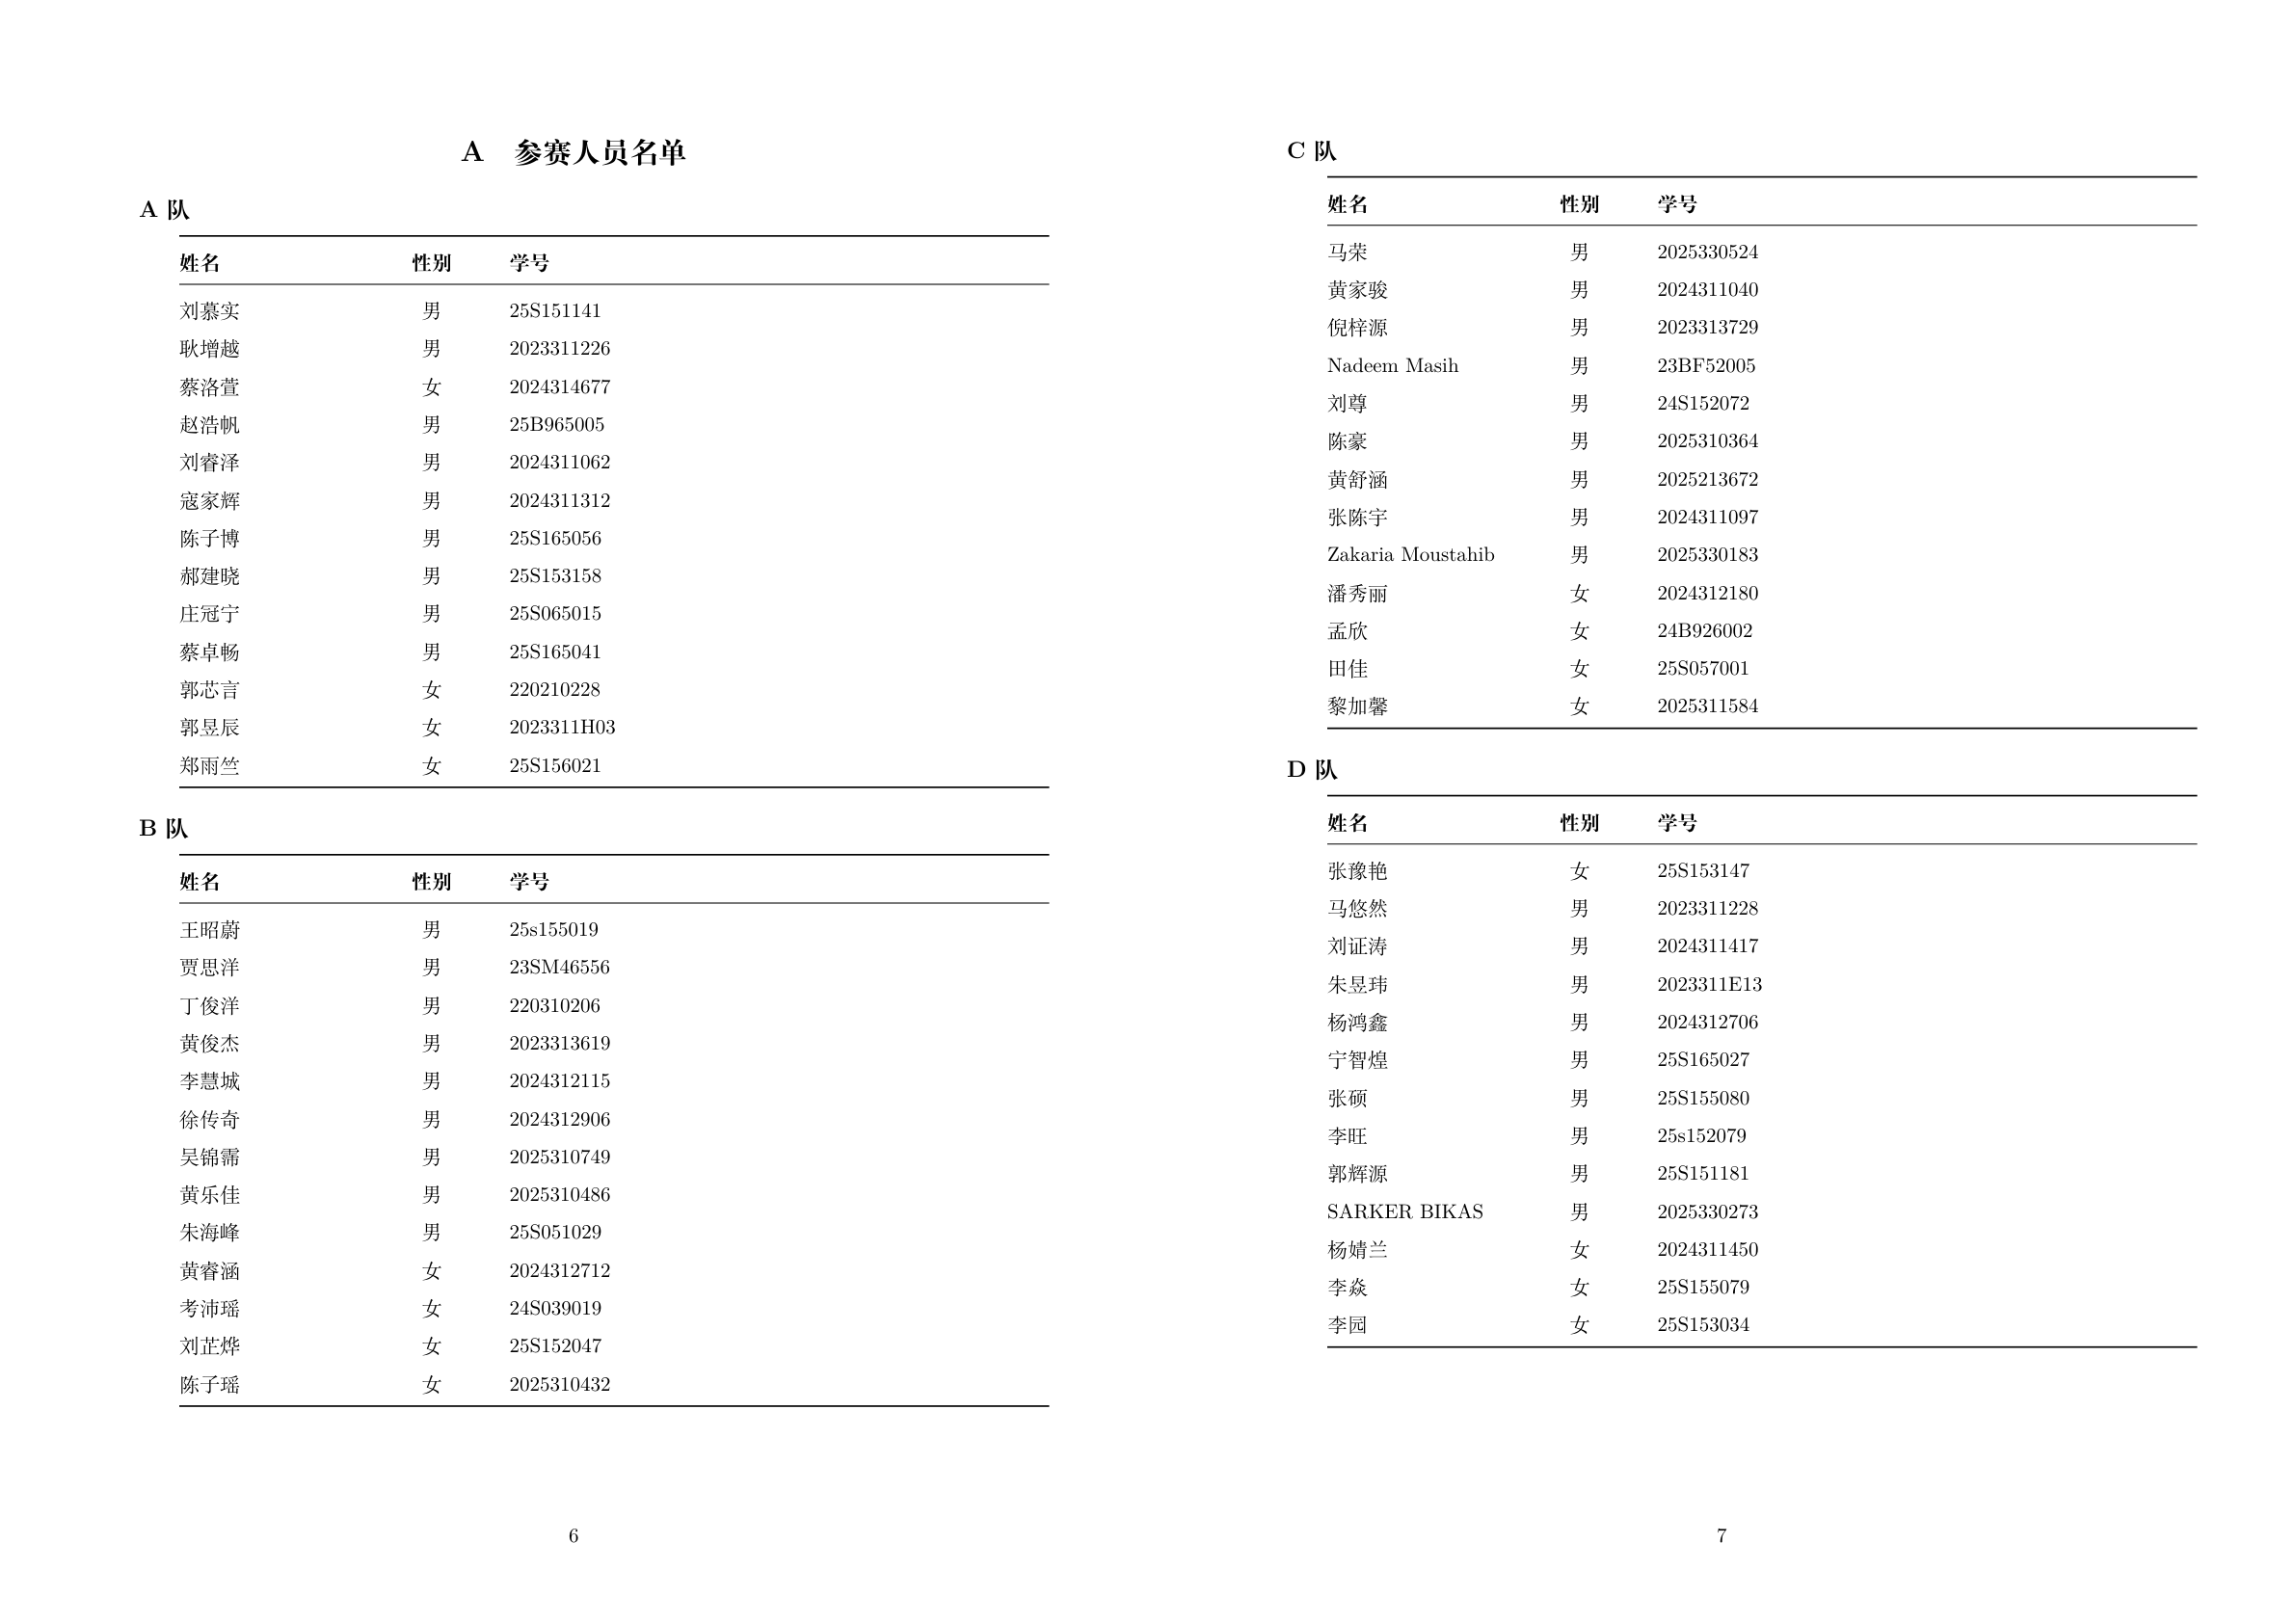 A 参赛人员名单
A 队
姓名 性别 学号
刘慕实 男 25S151141
耿增越 男 2023311226
蔡洛萱 女 2024314677
赵浩帆 男 25B965005
刘睿泽 男 2024311062
寇家辉 男 2024311312
陈子博 男 25S165056
郝建晓 男 25S153158
庄冠宁 男 25S065015
蔡卓畅 男 25S165041
郭芯言 女 220210228
郭昱辰 女 2023311H03
郑雨竺 女 25S156021
B 队
姓名 性别 学号
王昭蔚 男 25s155019
贾思洋 男 23SM46556
丁俊洋 男 220310206
黄俊杰 男 2023313619
李慧城 男 2024312115
徐传奇 男 2024312906
吴锦霈 男 2025310749
黄乐佳 男 2025310486
朱海峰 男 25S051029
黄睿涵 女 2024312712
考沛瑶 女 24S039019
刘芷烨 女 25S152047
陈子瑶 女 2025310432
6
C 队
姓名 性别 学号
马荣 男 2025330524
黄家骏 男 2024311040
倪梓源 男 2023313729
Nadeem Masih 男 23BF52005
刘尊 男 24S152072
陈豪 男 2025310364
黄舒涵 男 2025213672
张陈宇 男 2024311097
Zakaria Moustahib 男 2025330183
潘秀丽 女 2024312180
孟欣 女 24B926002
田佳 女 25S057001
黎加馨 女 2025311584
D 队
姓名 性别 学号
张豫艳 女 25S153147
马悠然 男 2023311228
刘证涛 男 2024311417
朱昱玮 男 2023311E13
杨鸿鑫 男 2024312706
宁智煌 男 25S165027
张硕 男 25S155080
李旺 男 25s152079
郭辉源 男 25S151181
SARKER BIKAS 男 2025330273
杨婧兰 女 2024311450
李焱 女 25S155079
李园 女 25S153034
7